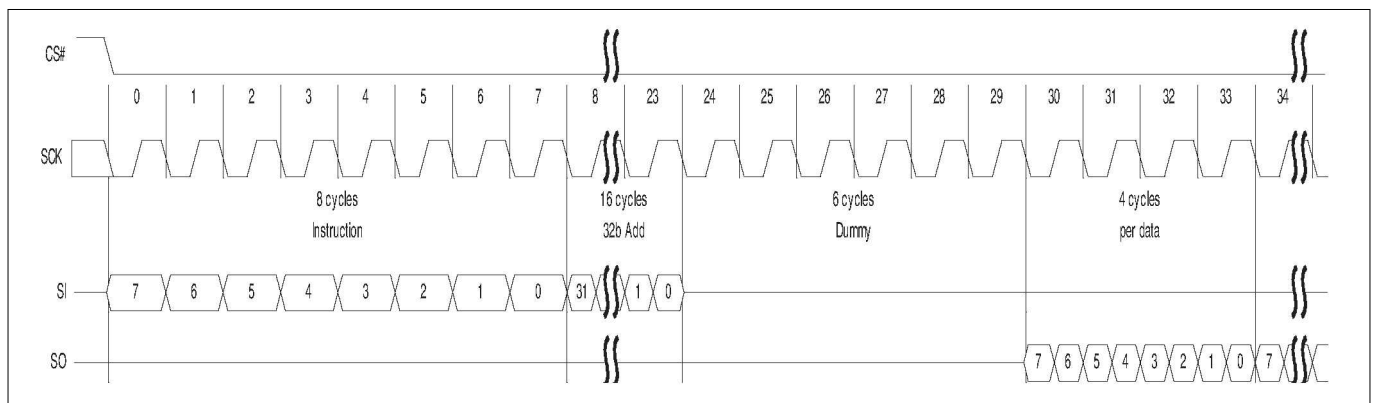 CS#
0 1 2 3 4 5 6 7 8 23 24 25 26 27 28 29 30 31 32 33 34
SCK
8 cycles 16 cycles 6 cycles 4 cycles
Instruction 32b Add Dummy per data
SI 7 6 5 4 3 2 1 0 31 1 0
SO 7 6 5 4 3 2 1 0 7